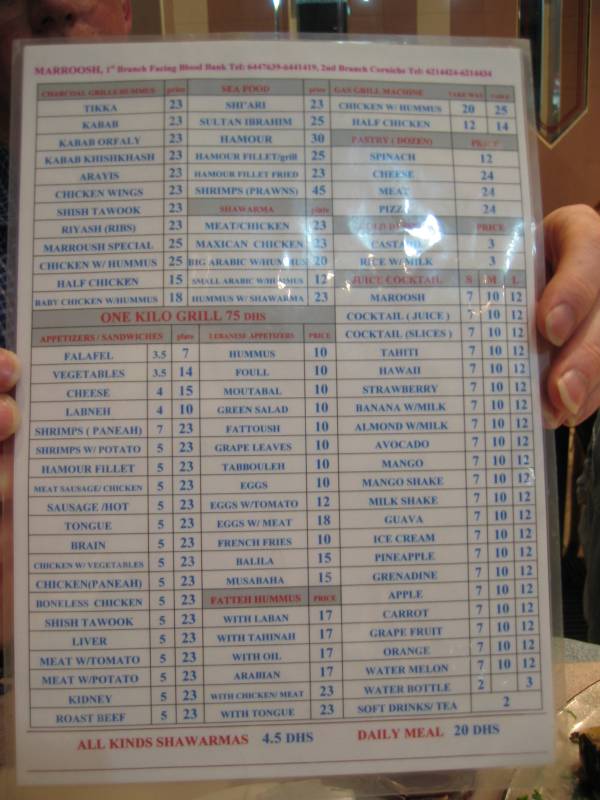 MARROOSH, 1st Branch Facing Blood Bank Tel: 6447639-6441419, 2nd Branch Corniche Tel: 6214424-6214434
CHARCOAL GRILLS/HUMMUS price
TIKKA 23
KABAB 23
KABAB ORFALY 23
KABAB KHISHKHASH 23
ARAYIS 23
CHICKEN WINGS 23
SHISH TAWOOK 23
RIYASH (RIBS) 23
MARROUSH SPECIAL 25
CHICKEN W/ HUMMUS 25
HALF CHICKEN 15
BABY CHICKEN W/HUMMUS 18
SEA FOOD price
SHI'ARI 23
SULTAN IBRAHIM 25
HAMOUR 30
HAMOUR FILLET/grill 25
HAMOUR FILLET FRIED 23
SHRIMPS (PRAWNS) 45
SHAWARMA plate
MEAT/CHICKEN 23
MAXICAN CHICKEN 23
BIG ARABIC W/HUMMUS 20
SMALL ARABIC W/HUMMUS 12
HUMMUS W/ SHAWARMA 23
ONE KILO GRILL 75 DHS
APPETIZERS / SANDWICHES plate
FALAFEL 3.5 7
VEGETABLES 3.5 14
CHEESE 4 15
LABNEH 4 10
SHRIMPS ( PANEAH) 7 23
SHRIMPS W/ POTATO 5 23
HAMOUR FILLET 5 23
MEAT SAUSAGE/ CHICKEN 5 23
SAUSAGE /HOT 5 23
TONGUE 5 23
BRAIN 5 23
CHICKEN W/ VEGETABLES 5 23
CHICKEN(PANEAH) 5 23
BONELESS CHICKEN 5 23
SHISH TAWOOK 5 23
LIVER 5 23
MEAT W/TOMATO 5 23
MEAT W/POTATO 5 23
KIDNEY 5 23
ROAST BEEF 5 23
LEBANESE APPETIZERS PRICE
HUMMUS 10
FOULL 10
MOUTABAL 10
GREEN SALAD 10
FATTOUSH 10
GRAPE LEAVES 10
TABBOULEH 10
EGGS 10
EGGS W/TOMATO 12
EGGS W/ MEAT 18
FRENCH FRIES 10
BALILA 15
MUSABAHA 15
FATTEH HUMMUS PRICE
WITH LABAN 17
WITH TAHINAH 17
WITH OIL 17
ARABIAN 17
WITH CHICKEN/ MEAT 23
WITH TONGUE 23
GAS GRILL MACHINE TAKE WAY TABLE
CHICKEN W/ HUMMUS 20 25
HALF CHICKEN 12 14
PASTRY ( DOZEN) PRICE
SPINACH 12
CHEESE 24
MEAT 24
PIZZ 24
PRICE
CASTARD 3
RICE W/MILK 3
JUICE COCKTAIL S M L
MAROOSH 7 10 12
COCKTAIL ( JUICE ) 7 10 12
COCKTAIL (SLICES ) 7 10 12
TAHITI 7 10 12
HAWAII 7 10 12
STRAWBERRY 7 10 12
BANANA W/MILK 7 10 12
ALMOND W/MILK 7 10 12
AVOCADO 7 10 12
MANGO 7 10 12
MANGO SHAKE 7 10 12
MILK SHAKE 7 10 12
GUAVA 7 10 12
ICE CREAM 7 10 12
PINEAPPLE 7 10 12
GRENADINE 7 10 12
APPLE 7 10 12
CARROT 7 10 12
GRAPE FRUIT 7 10 12
ORANGE 7 10 12
WATER MELON 7 10 12
WATER BOTTLE 2 3
SOFT DRINKS/ TEA 2
ALL KINDS SHAWARMAS 4.5 DHS DAILY MEAL 20 DHS